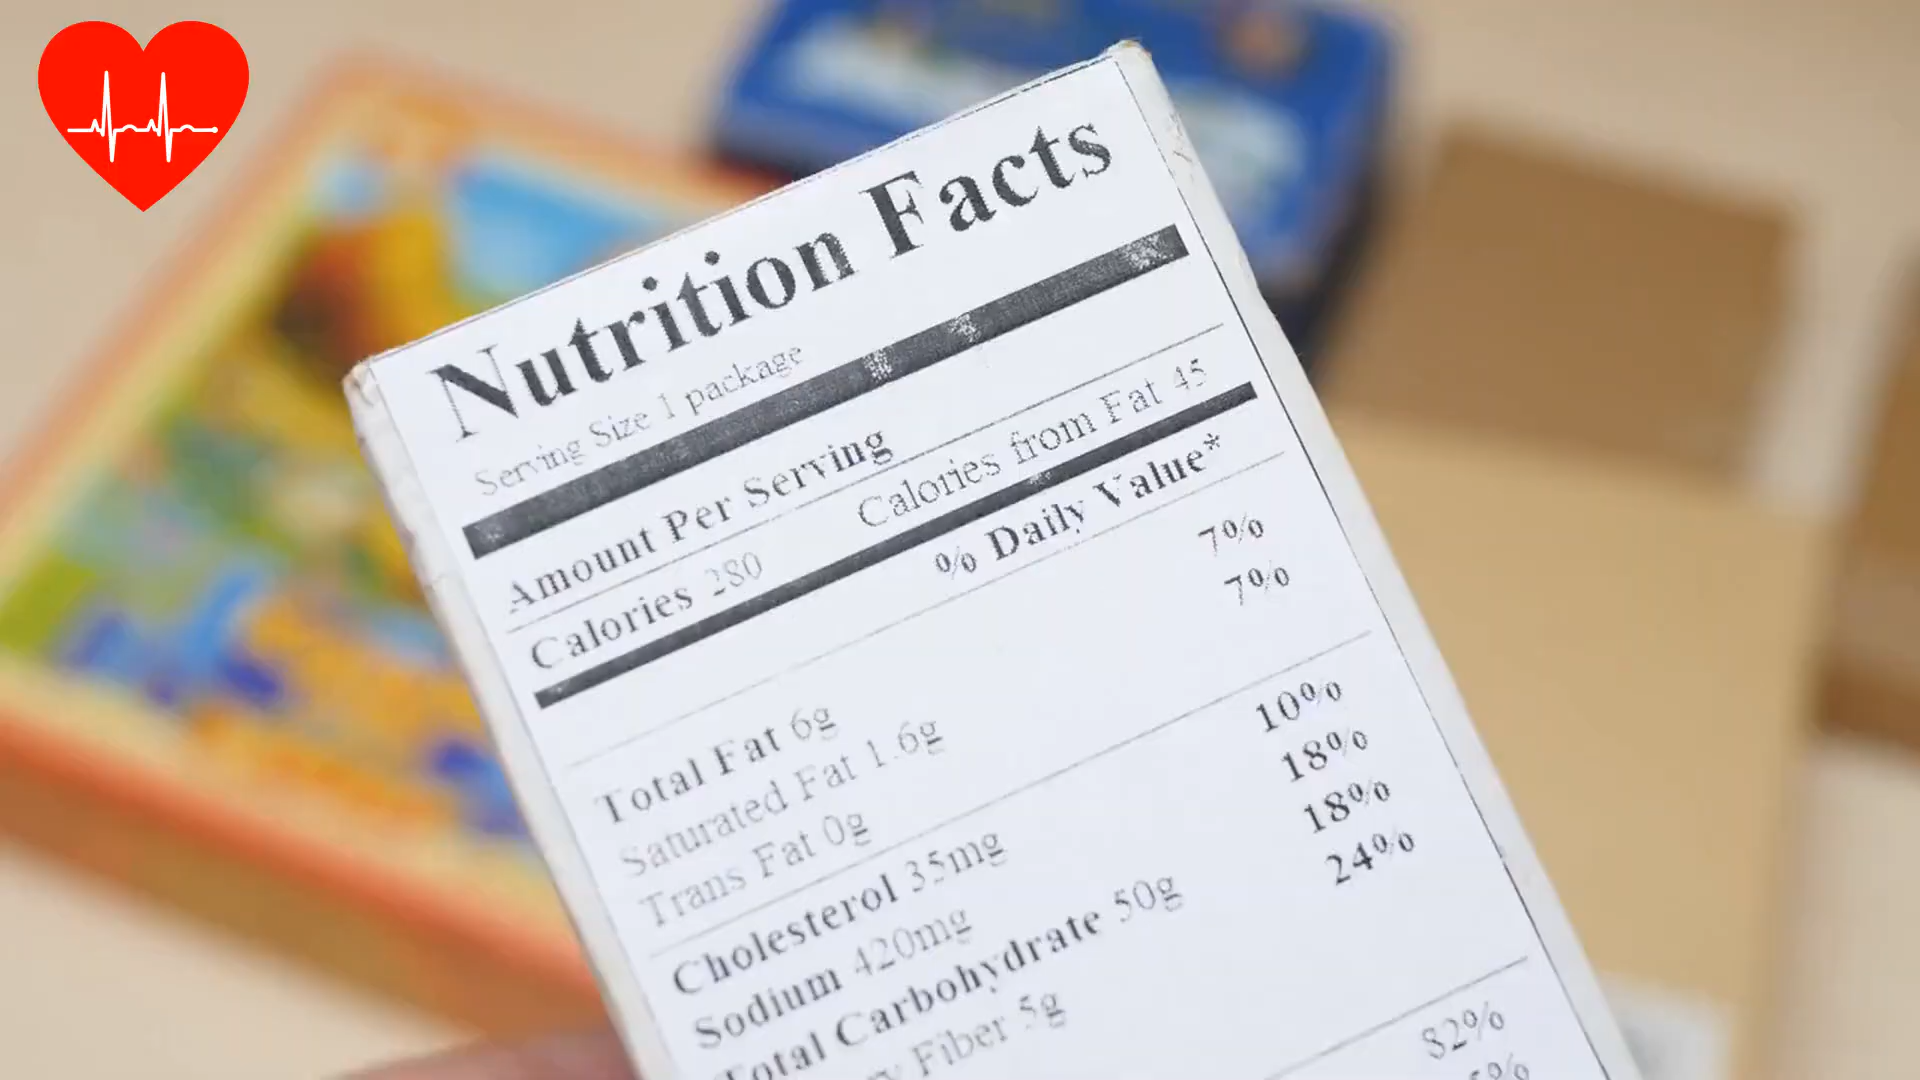 Nutrition Facts
Serving Size 1 package
Amount Per Serving
Calories 280 Calories from Fat 45
% Daily Value*
Total Fat 6g 7%
Saturated Fat 1.6g 7%
Trans Fat 0g
Cholesterol 35mg 10%
Sodium 420mg 18%
Total Carbohydrate 50g 18%
Fiber 5g 24%
82%